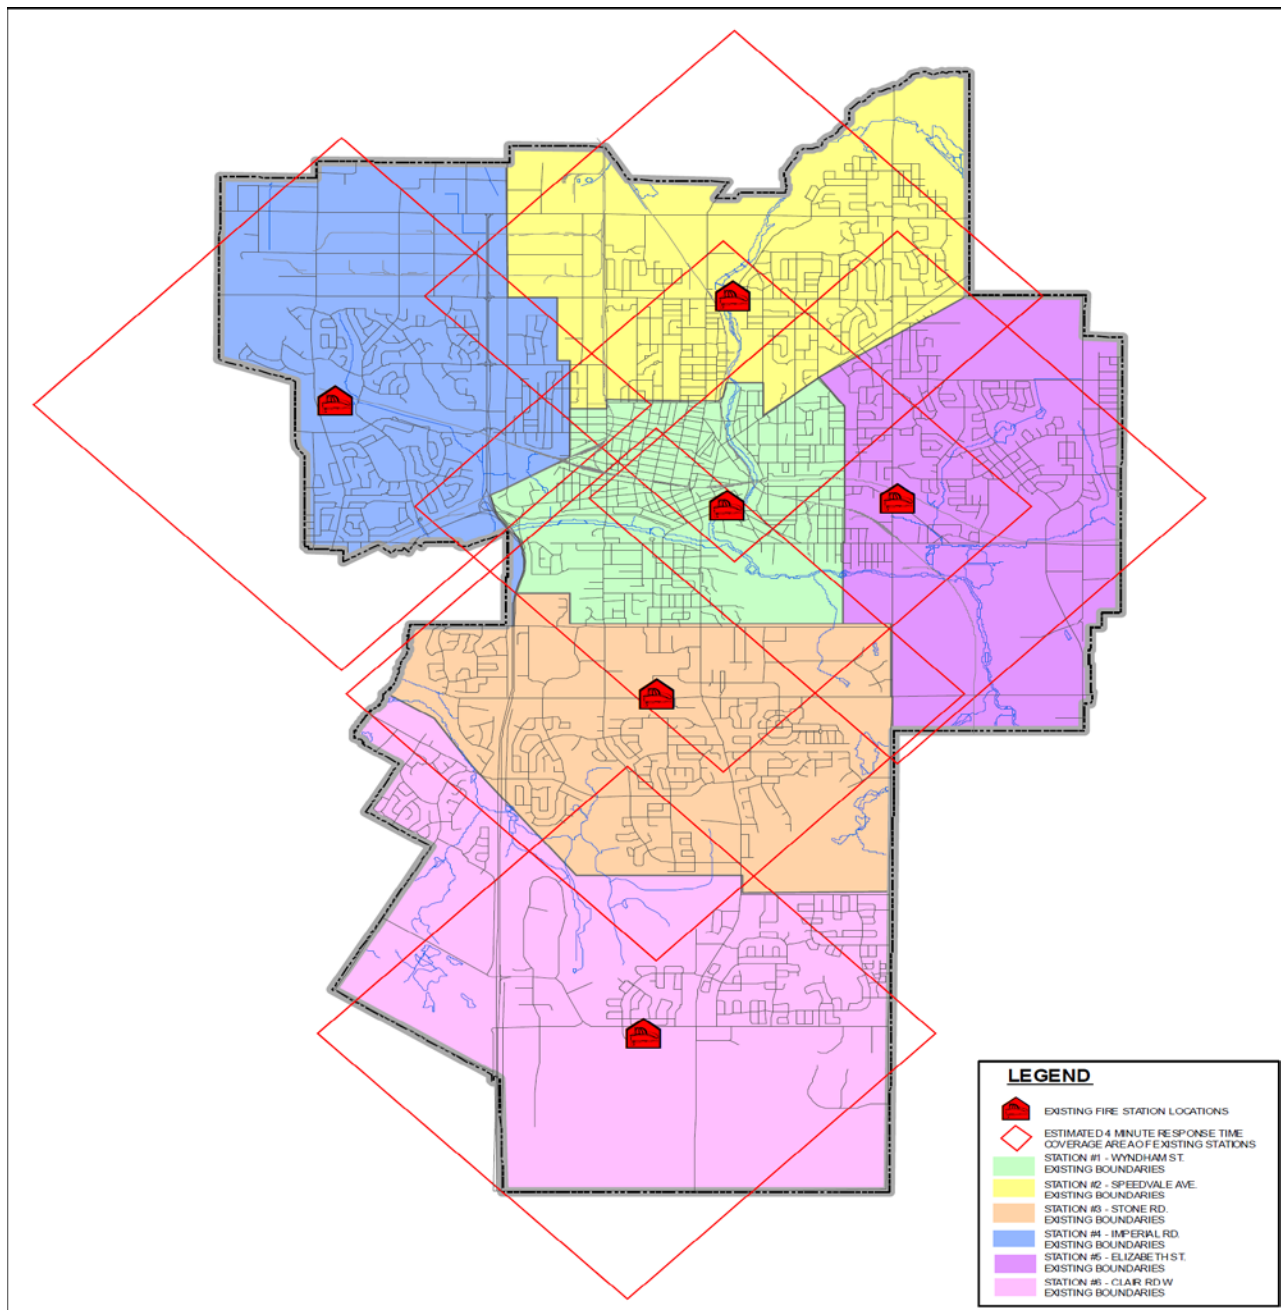 LEGEND
EXISTING FIRE STATION LOCATIONS
ESTIMATED 4 MINUTE RESPONSE TIME
COVERAGE AREA OF EXISTING STATIONS
STATION #1 - WYNDHAM ST.
EXISTING BOUNDARIES
STATION #2 - SPEEDVALE AVE.
EXISTING BOUNDARIES
STATION #3 - STONE RD.
EXISTING BOUNDARIES
STATION #4 - IMPERIAL RD.
EXISTING BOUNDARIES
STATION #5 - ELIZABETH ST.
EXISTING BOUNDARIES
STATION #6 - CLAIR RD W
EXISTING BOUNDARIES